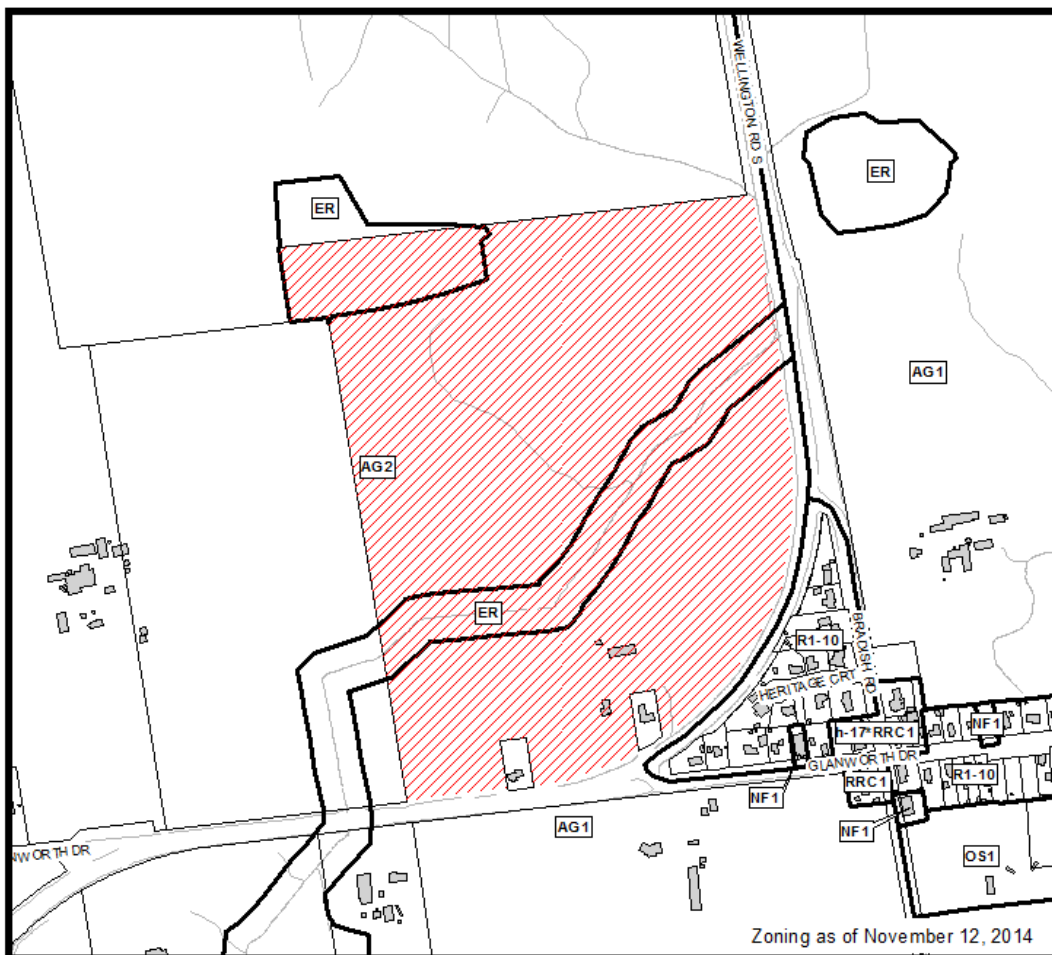 WELLINGTON RD S
ER
ER
AG1
AG2
ER
R1-10
BRADISH RD
HERITAGE CRT
NF1
h-17*RRC1
GLANWORTH DR
RRC1
R1-10
NF1
AG1
NF1
NWORTH DR
OS1
Zoning as of November 12, 2014